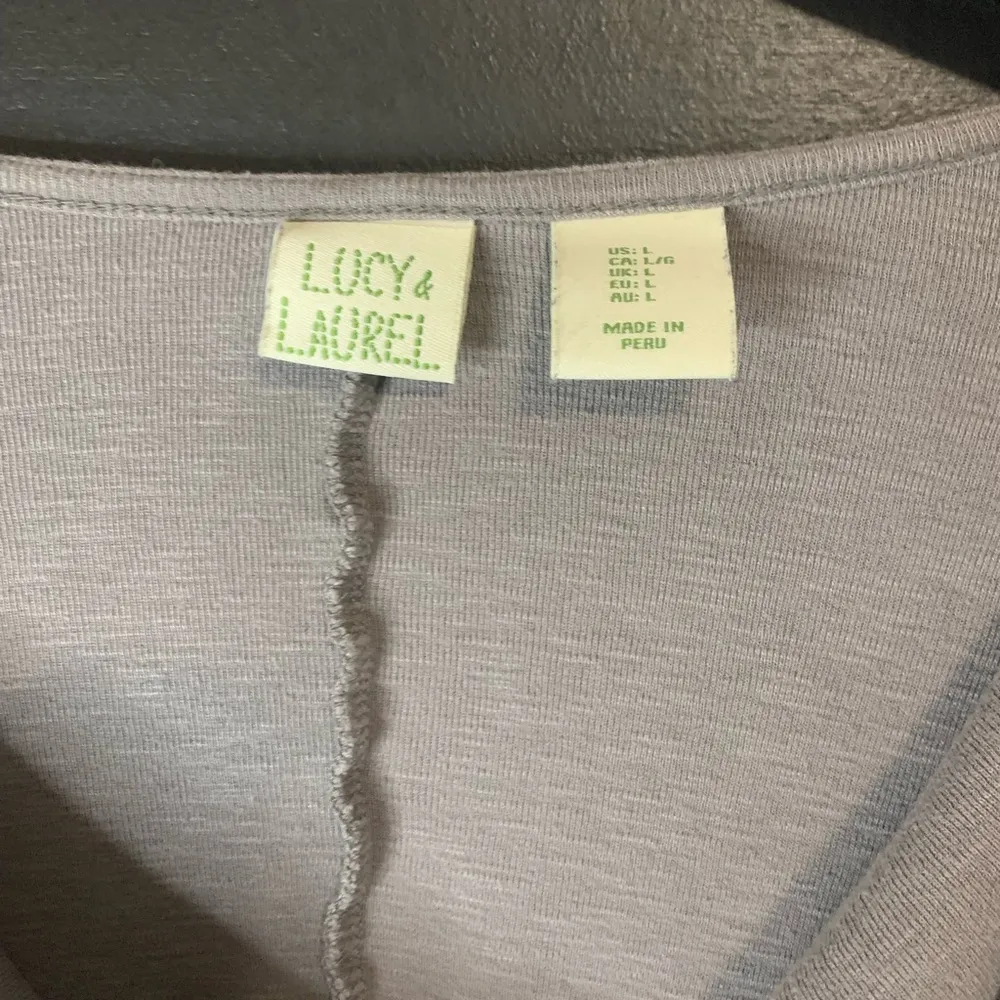 LUCY &
LAUREL
US: L
CA: L/G
UK: L
EU: L
AU: L
MADE IN
PERU